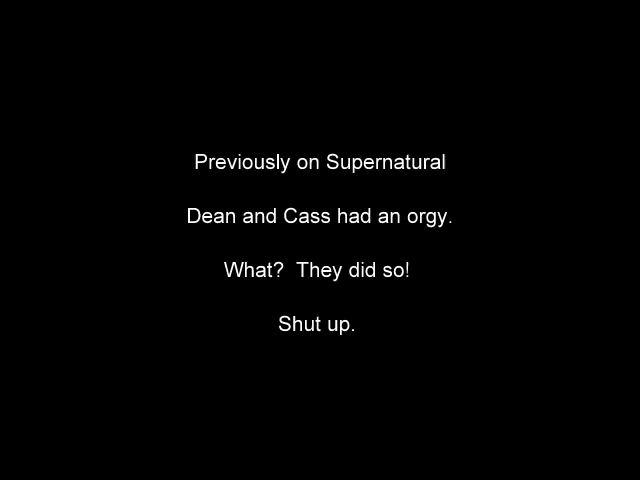 Previously on Supernatural
Dean and Cass had an orgy.
What?  They did so!
Shut up.